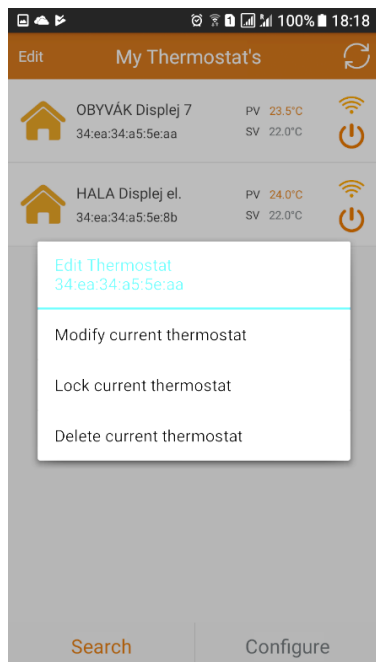 1 100% 18:18
Edit My Thermostat's
OBYVÁK Displej 7 PV 23.5°C
34:ea:34:a5:5e:aa SV 22.0°C
HALA Displej el. PV 24.0°C
34:ea:34:a5:5e:8b SV 22.0°C
Edit Thermostat
34:ea:34:a5:5e:aa
Modify current thermostat
Lock current thermostat
Delete current thermostat
Search Configure